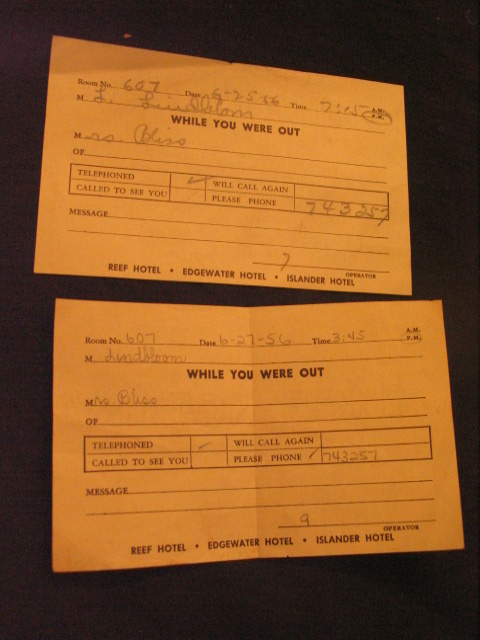 Room No. 607 Date 6-25-56 Time 7:15 A.M.
P.M.
M. L. Lindblom
WHILE YOU WERE OUT
Mrs. Bliss
OF
TELEPHONED ✓ WILL CALL AGAIN
CALLED TO SEE YOU PLEASE PHONE 743257
MESSAGE
7
OPERATOR
REEF HOTEL • EDGEWATER HOTEL • ISLANDER HOTEL
Room No. 607 Date 6-27-56 Time 3:45 A.M.
P.M.
M. Lindbloom
WHILE YOU WERE OUT
Mrs Bliss
OF
TELEPHONED ✓ WILL CALL AGAIN
CALLED TO SEE YOU PLEASE PHONE ✓ 743257
MESSAGE
9
OPERATOR
REEF HOTEL • EDGEWATER HOTEL • ISLANDER HOTEL